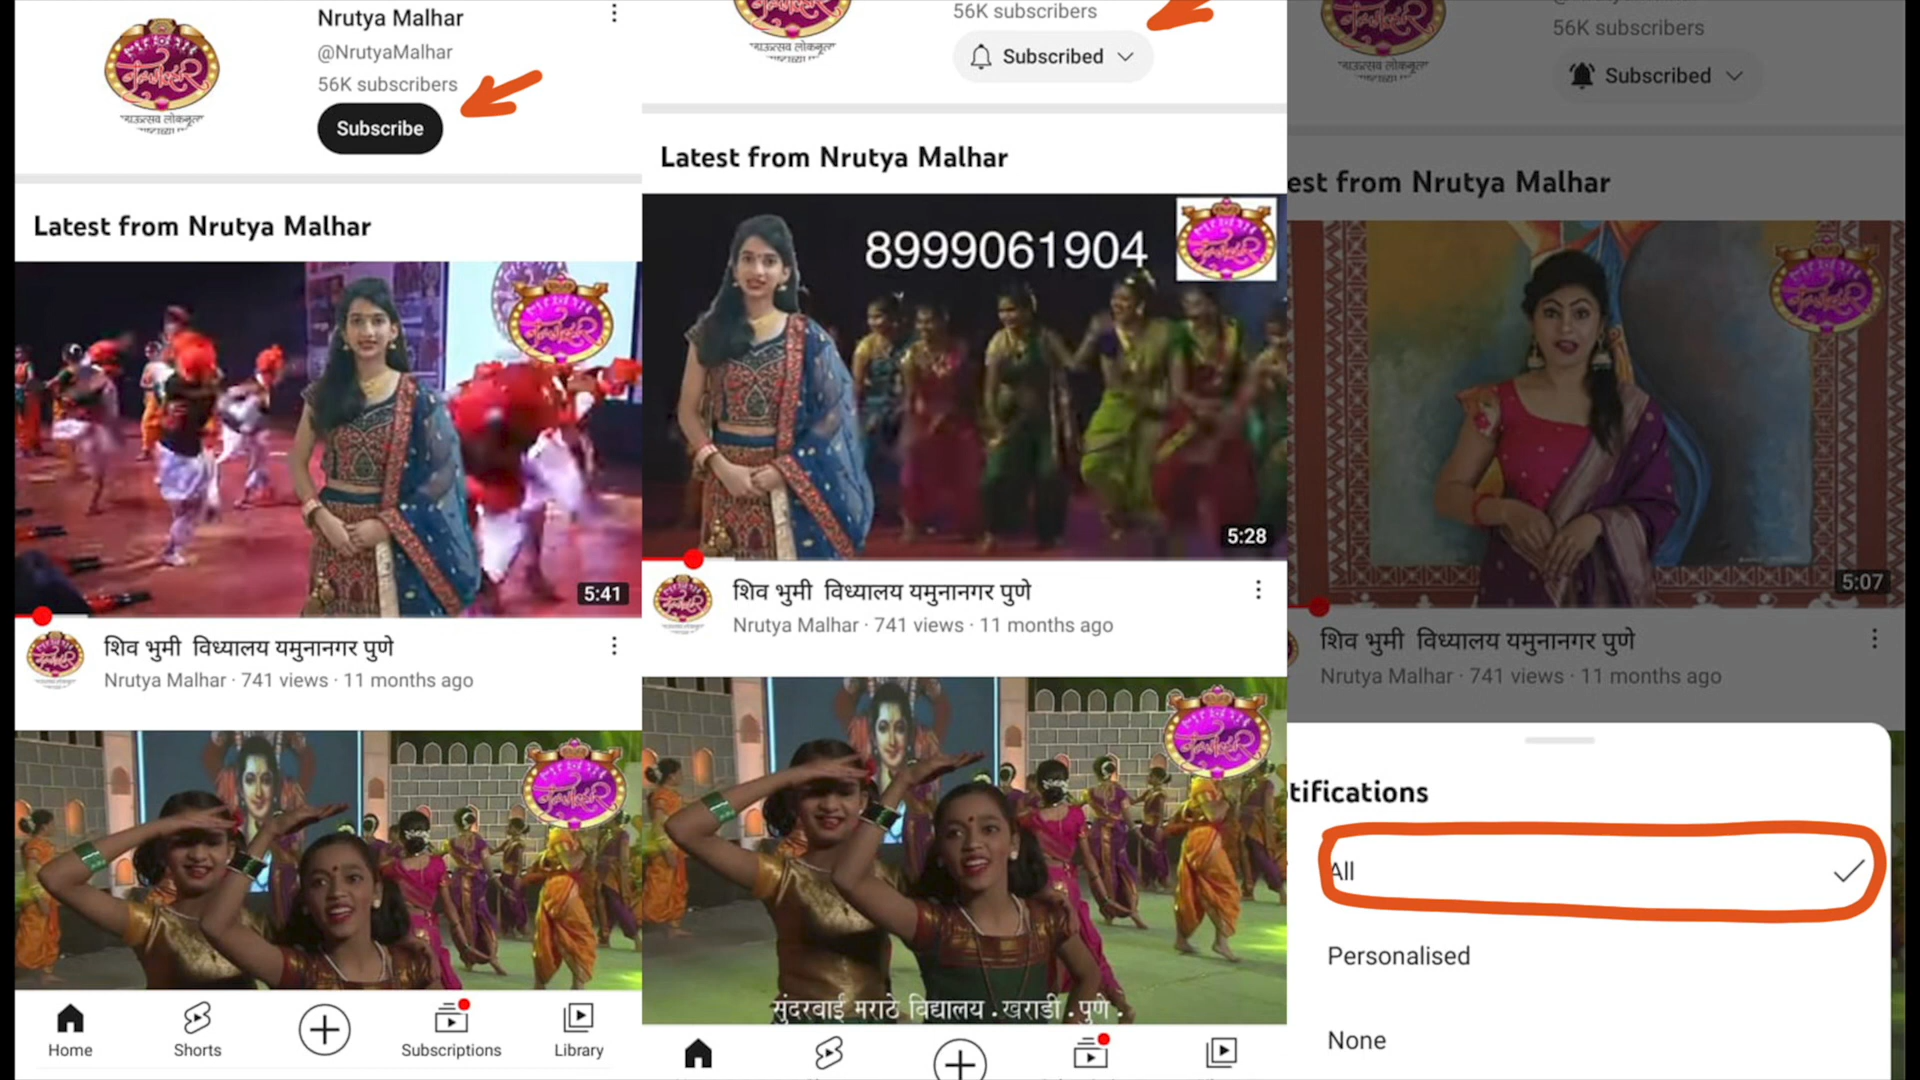 Nrutya Malhar
@NrutyaMalhar
56K subscribers
Subscribe
Latest from Nrutya Malhar
5:41
शिव भुमी विध्यालय यमुनानगर पुणे
Nrutya Malhar · 741 views · 11 months ago
Home
Shorts
Subscriptions
Library
56K subscribers
Subscribed
Latest from Nrutya Malhar
8999061904
5:28
शिव भुमी विध्यालय यमुनानगर पुणे
Nrutya Malhar · 741 views · 11 months ago
सुंदरवाई मराठे विद्यालय . खराडी . पुणे .
56K subscribers
Subscribed
est from Nrutya Malhar
5:07
शिव भुमी विध्यालय यमुनानगर पुणे
Nrutya Malhar · 741 views · 11 months ago
tifications
All
Personalised
None